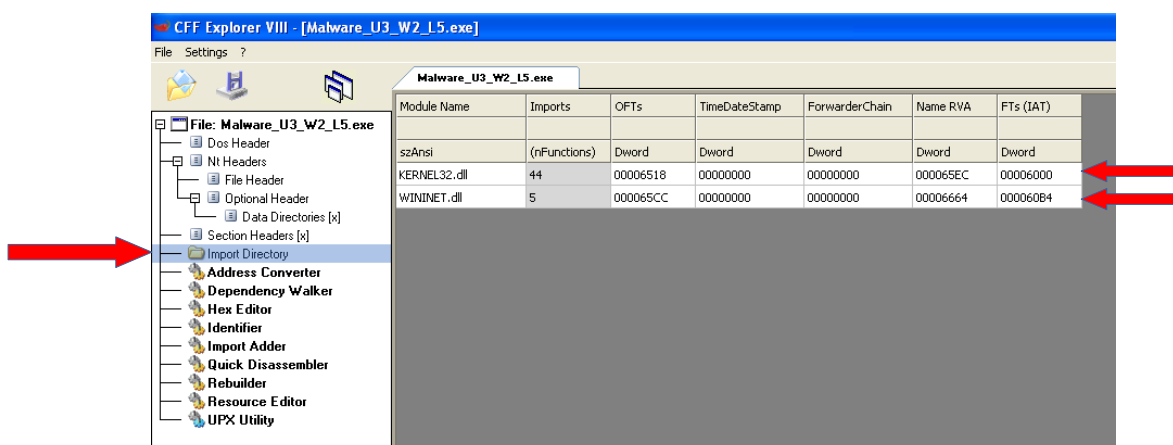 CFF Explorer VIII - [Malware_U3_W2_L5.exe]
File Settings ?
Malware_U3_W2_L5.exe
File: Malware_U3_W2_L5.exe
Dos Header
Nt Headers
File Header
Optional Header
Data Directories [x]
Section Headers [x]
Import Directory
Address Converter
Dependency Walker
Hex Editor
Identifier
Import Adder
Quick Disassembler
Rebuilder
Resource Editor
UPX Utility
Module Name Imports OFTs TimeDateStamp ForwarderChain Name RVA FTs (IAT)
szAnsi (nFunctions) Dword Dword Dword Dword Dword
KERNEL32.dll 44 00006518 00000000 00000000 000065EC 00006000
WININET.dll 5 000065CC 00000000 00000000 00006664 000060B4